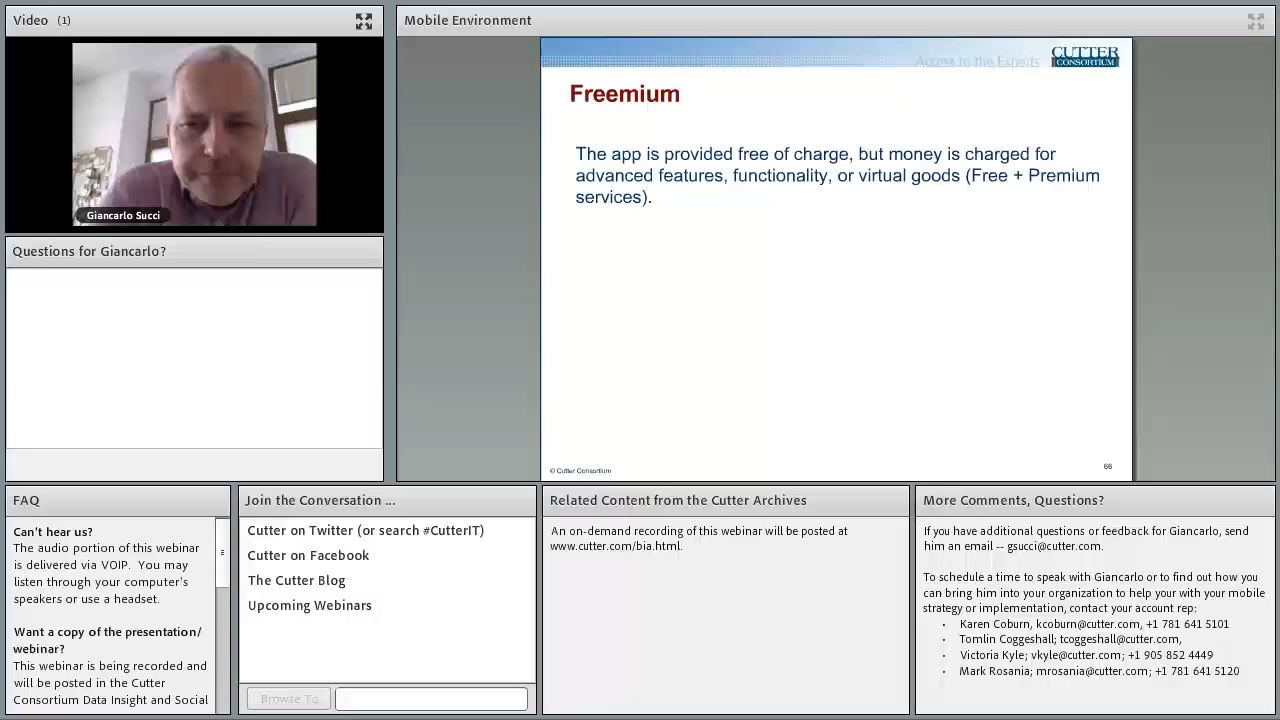 Video (1)
Giancarlo Succi
Questions for Giancarlo?
Mobile Environment
Access to the Experts
CUTTER
CONSORTIUM
Freemium
The app is provided free of charge, but money is charged for
advanced features, functionality, or virtual goods (Free + Premium
services).
© Cutter Consortium
66
FAQ
Can't hear us?
The audio portion of this webinar
is delivered via VOIP. You may
listen through your computer's
speakers or use a headset.
Want a copy of the presentation/
webinar?
This webinar is being recorded and
will be posted in the Cutter
Consortium Data Insight and Social
Join the Conversation ...
Cutter on Twitter (or search #CutterIT)
Cutter on Facebook
The Cutter Blog
Upcoming Webinars
Browse To
Related Content from the Cutter Archives
An on-demand recording of this webinar will be posted at
www.cutter.com/bia.html.
More Comments, Questions?
If you have additional questions or feedback for Giancarlo, send
him an email -- gsucci@cutter.com.
To schedule a time to speak with Giancarlo or to find out how you
can bring him into your organization to help your with your mobile
strategy or implementation, contact your account rep:
• Karen Coburn, kcoburn@cutter.com, +1 781 641 5101
• Tomlin Coggeshall; tcoggeshall@cutter.com,
• Victoria Kyle; vkyle@cutter.com; +1 905 852 4449
• Mark Rosania; mrosania@cutter.com; +1 781 641 5120